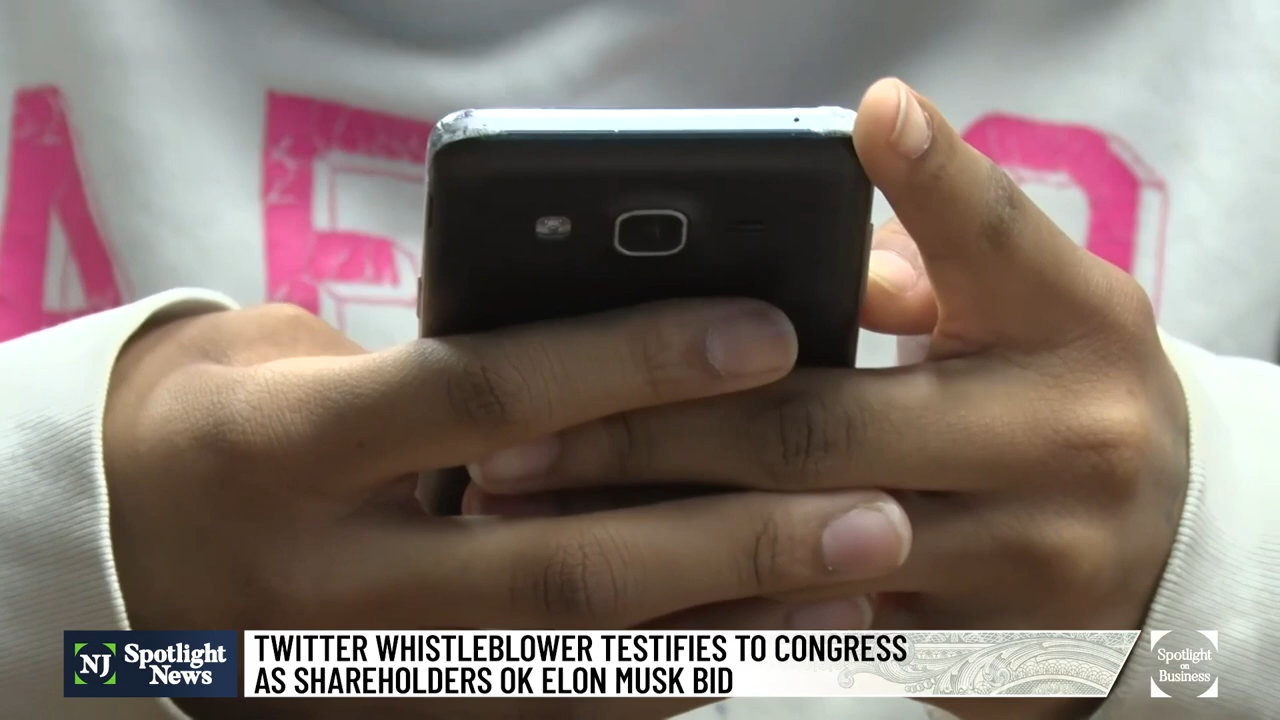 NJ Spotlight
News
TWITTER WHISTLEBLOWER TESTIFIES TO CONGRESS
AS SHAREHOLDERS OK ELON MUSK BID
Spotlight
on
Business